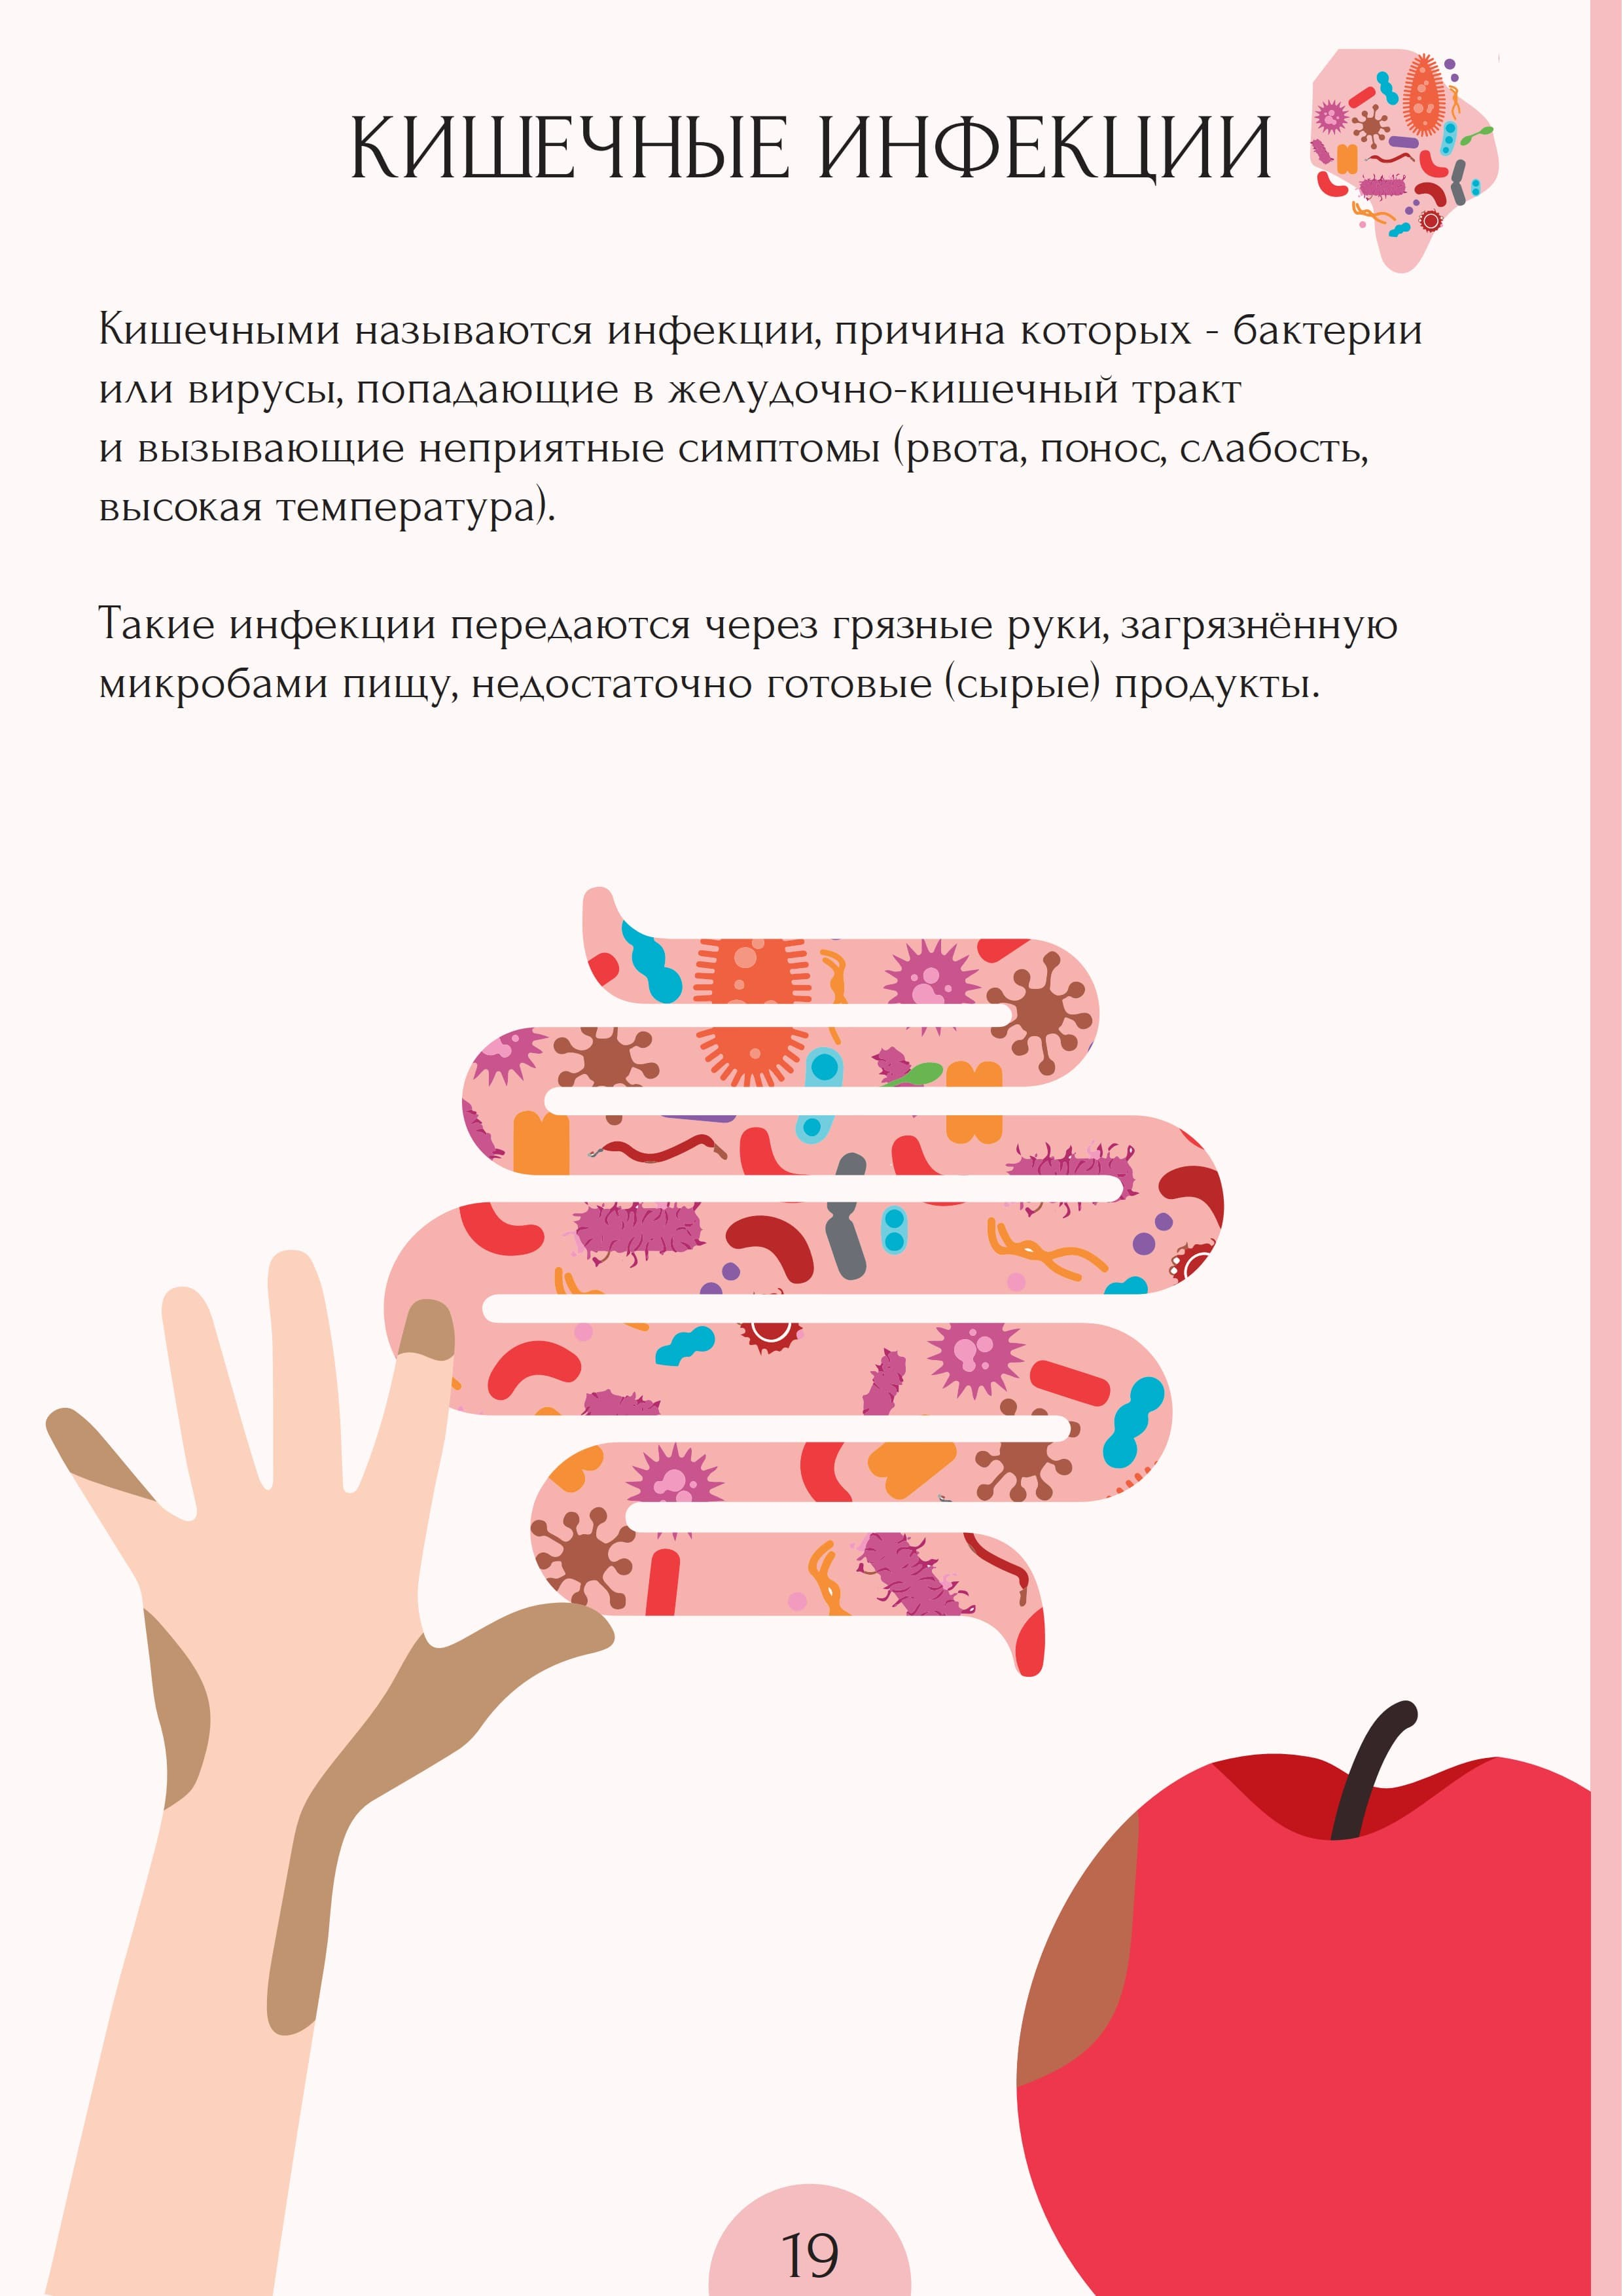 КИШЕЧНЫЕ ИНФЕКЦИИ
Кишечными называются инфекции, причина которых - бактерии
или вирусы, попадающие в желудочно-кишечный тракт
и вызывающие неприятные симптомы (рвота, понос, слабость,
высокая температура).
Такие инфекции передаются через грязные руки, загрязнённую
микробами пищу, недостаточно готовые (сырые) продукты.
19